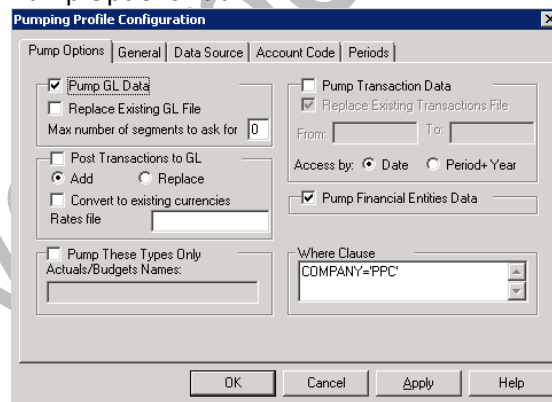 Pumping Profile Configuration
Pump Options General Data Source Account Code Periods
Pump GL Data
Replace Existing GL File
Max number of segments to ask for 0
Post Transactions to GL
Add Replace
Convert to existing currencies
Rates file
Pump These Types Only
Actuals/Budgets Names:
Pump Transaction Data
Replace Existing Transactions File
From: To:
Access by: Date Period+ Year
Pump Financial Entities Data
Where Clause
COMPANY='PPC'
OK Cancel Apply Help